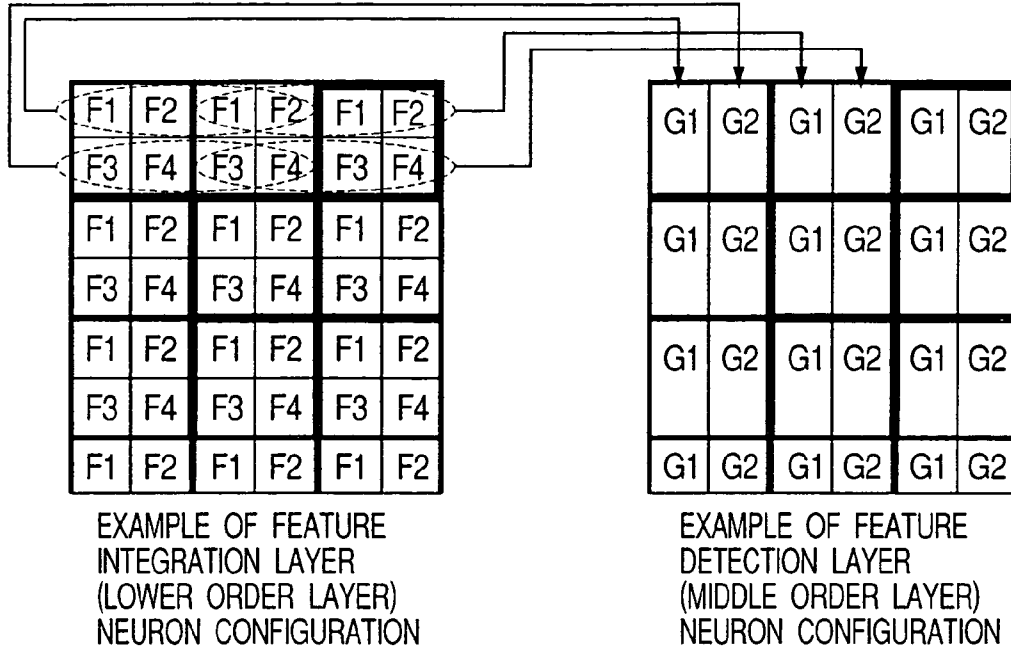 F1 F2 F1 F2 F1 F2
F3 F4 F3 F4 F3 F4
F1 F2 F1 F2 F1 F2
F3 F4 F3 F4 F3 F4
F1 F2 F1 F2 F1 F2
F3 F4 F3 F4 F3 F4
F1 F2 F1 F2 F1 F2
EXAMPLE OF FEATURE
INTEGRATION LAYER
(LOWER ORDER LAYER)
NEURON CONFIGURATION
G1 G2 G1 G2 G1 G2
G1 G2 G1 G2 G1 G2
G1 G2 G1 G2 G1 G2
G1 G2 G1 G2 G1 G2
EXAMPLE OF FEATURE
DETECTION LAYER
(MIDDLE ORDER LAYER)
NEURON CONFIGURATION